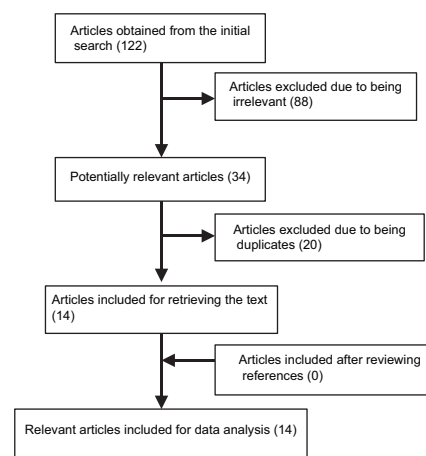 Articles obtained from the initial
search (122)
Articles excluded due to being
irrelevant (88)
Potentially relevant articles (34)
Articles excluded due to being
duplicates (20)
Articles included for retrieving the text
(14)
Articles included after reviewing
references (0)
Relevant articles included for data analysis (14)